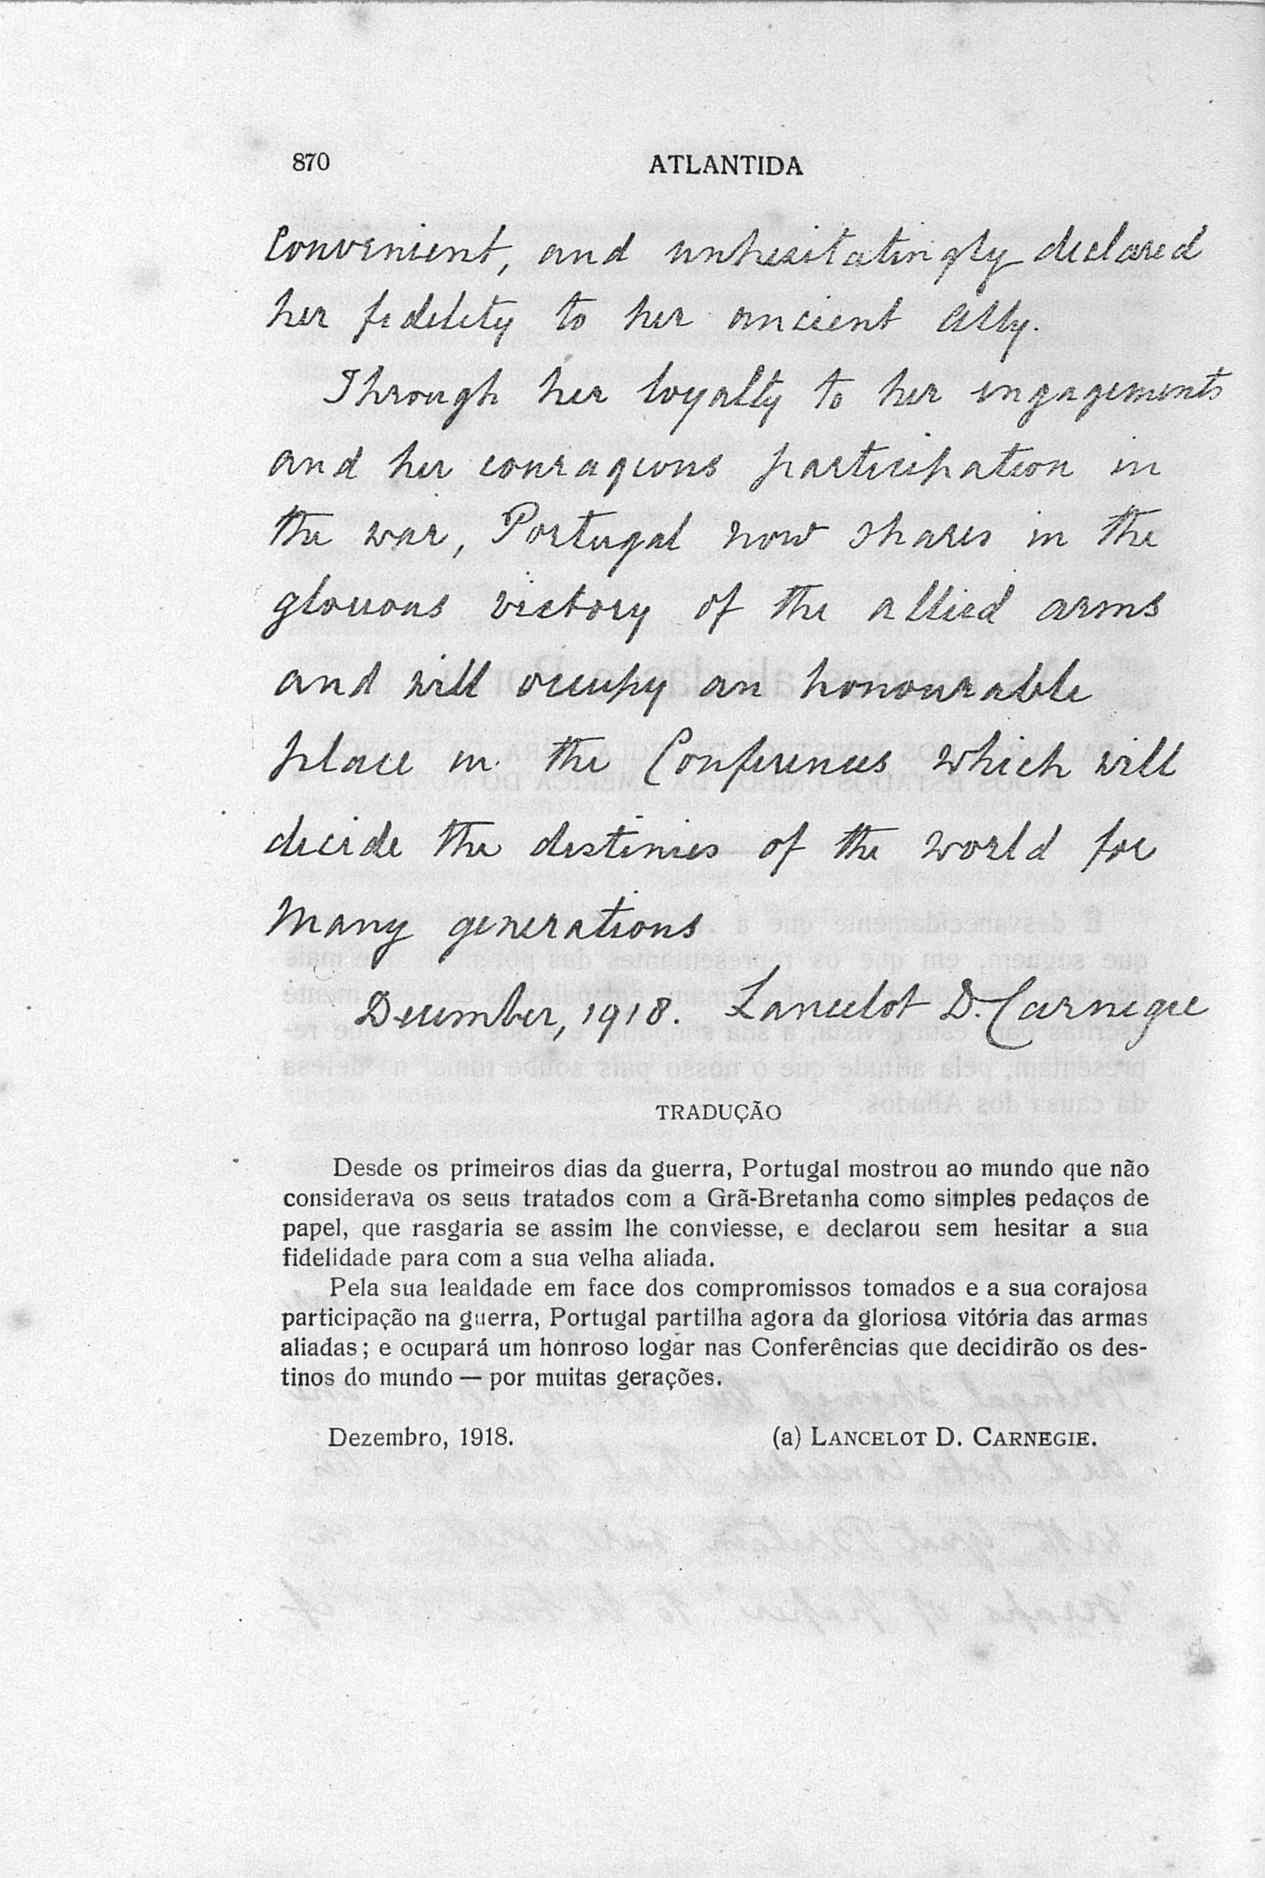 870
ATLANTIDA
Convenient, and unhesitatingly declared
her fidelity to her ancient Ally.
Through her loyalty to her engagements
and her courageous participation in
the war, Portugal now shares in the
glorious victory of the allied arms
and will occupy an honourable
place in the Conferences which will
decide the destinies of the world for
many generations
December, 1918. Lancelot D. Carnegie
TRADUÇÃO
Desde os primeiros dias da guerra, Portugal mostrou ao mundo que não
considerava os seus tratados com a Grã-Bretanha como simples pedaços de
papel, que rasgaria se assim lhe conviesse, e declarou sem hesitar a sua
fidelidade para com a sua velha aliada.
Pela sua lealdade em face dos compromissos tomados e a sua corajosa
participação na guerra, Portugal partilha agora da gloriosa vitória das armas
aliadas; e ocupará um honroso logar nas Conferências que decidirão os des-
tinos do mundo — por muitas gerações.
Dezembro, 1918. (a) LANCELOT D. CARNEGIE.